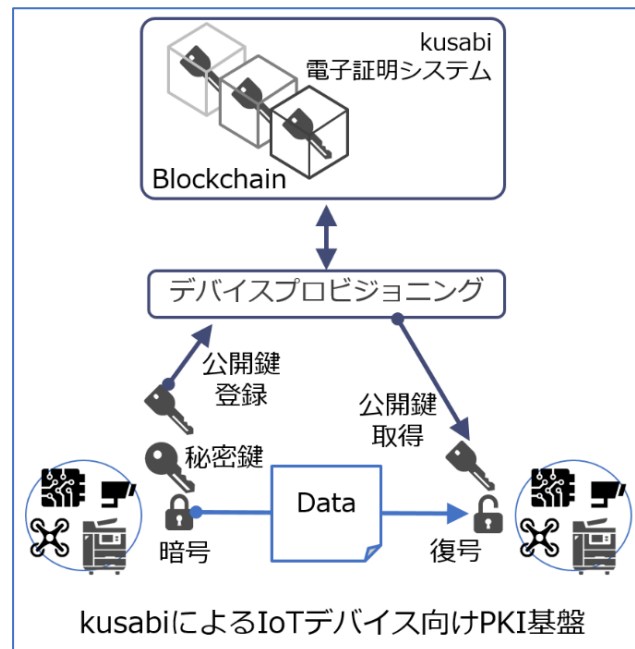 kusabi
電子証明システム
Blockchain
デバイスプロビジョニング
公開鍵
登録
公開鍵
取得
秘密鍵
Data
暗号
復号
kusabiによるIoTデバイス向けPKI基盤